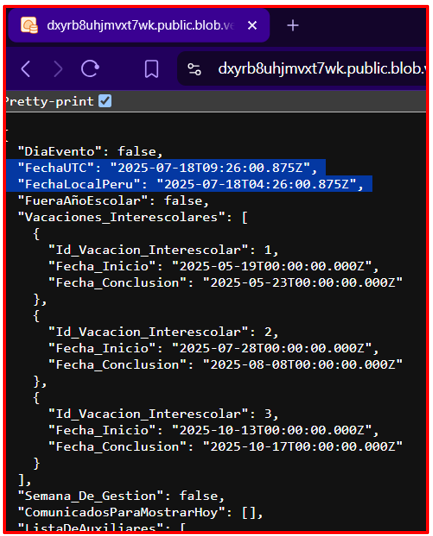 dxyrb8uhjmvxt7wk.public.blob.ve
dxyrb8uhjmvxt7wk.public.blob.
Pretty-print
{
"DiaEvento": false,
"FechaUTC": "2025-07-18T09:26:00.875Z",
"FechaLocalPeru": "2025-07-18T04:26:00.875Z",
"FueraAñoEscolar": false,
"Vacaciones_Interescolares": [
{
"Id_Vacacion_Interescolar": 1,
"Fecha_Inicio": "2025-05-19T00:00:00.000Z",
"Fecha_Conclusion": "2025-05-23T00:00:00.000Z"
},
{
"Id_Vacacion_Interescolar": 2,
"Fecha_Inicio": "2025-07-28T00:00:00.000Z",
"Fecha_Conclusion": "2025-08-08T00:00:00.000Z"
},
{
"Id_Vacacion_Interescolar": 3,
"Fecha_Inicio": "2025-10-13T00:00:00.000Z",
"Fecha_Conclusion": "2025-10-17T00:00:00.000Z"
}
],
"Semana_De_Gestion": false,
"ComunicadosParaMostrarHoy": [],
"ListaDeAuxiliares": [